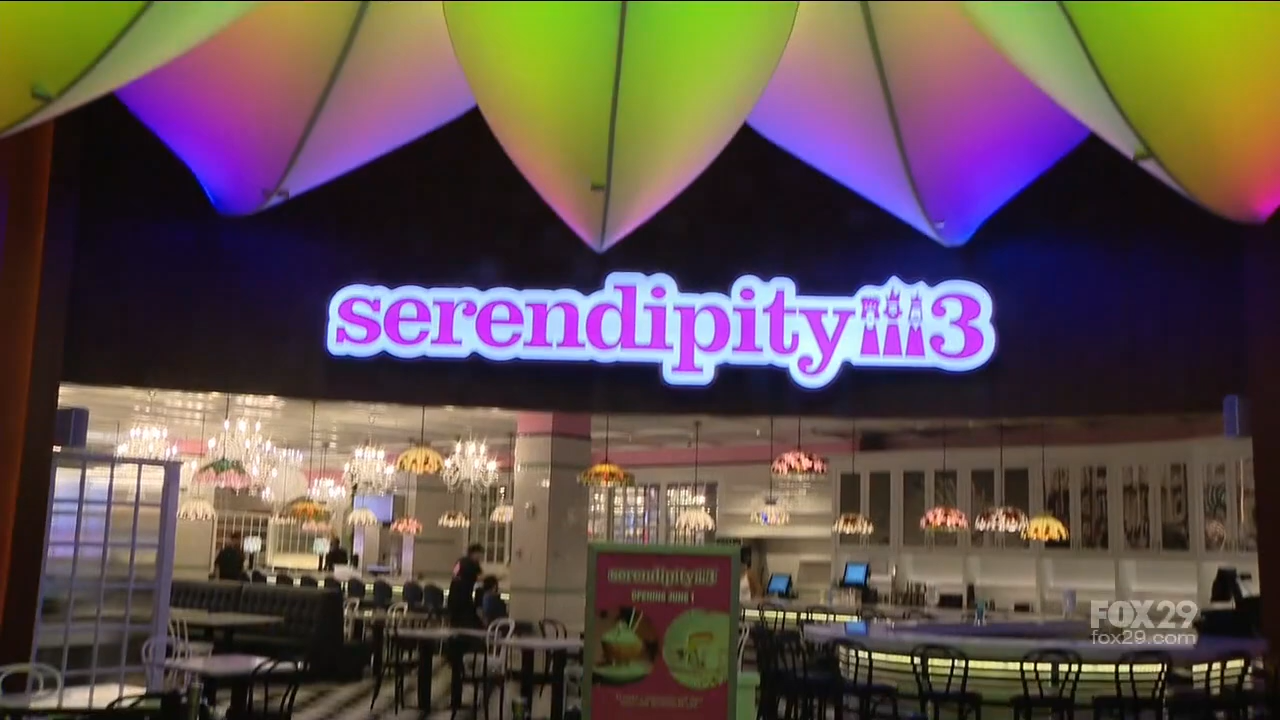 serendipity3
serendipity3
OPENING JUNE 1
FOX29
fox29.com